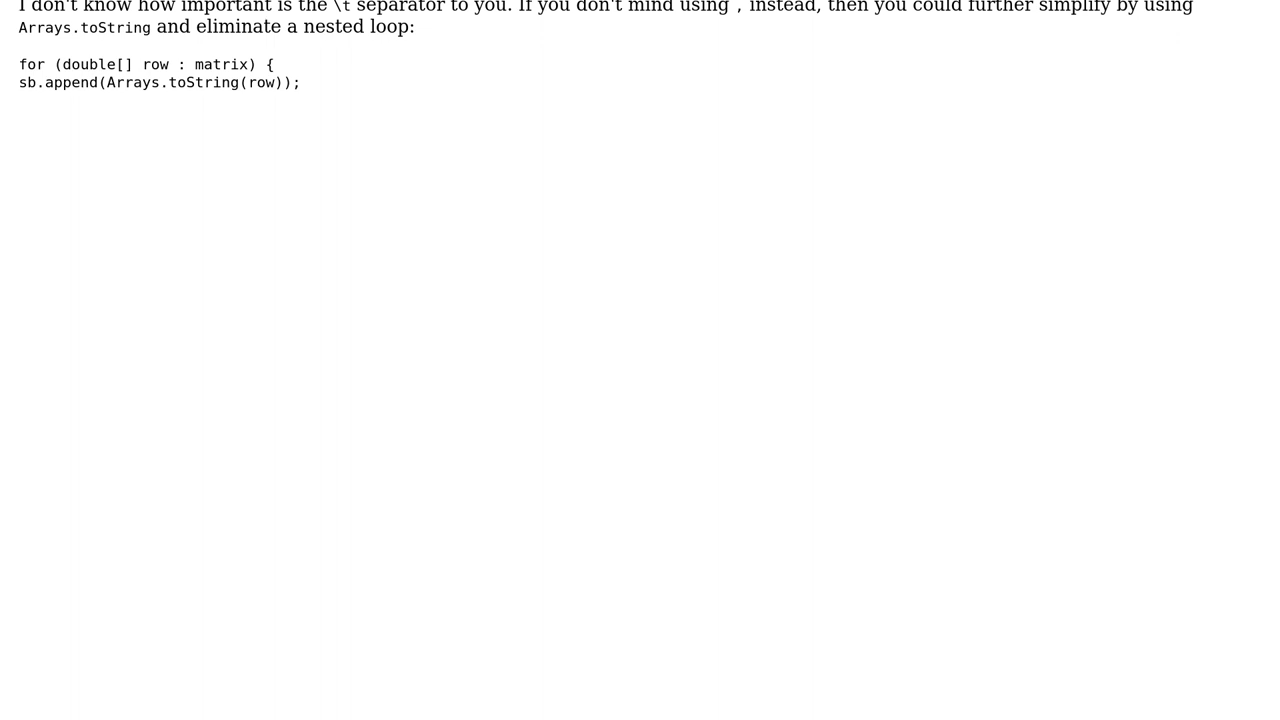 I don't know how important is the \t separator to you. If you don't mind using , instead, then you could further simplify by using
Arrays.toString and eliminate a nested loop:
for (double[] row : matrix) {
sb.append(Arrays.toString(row));